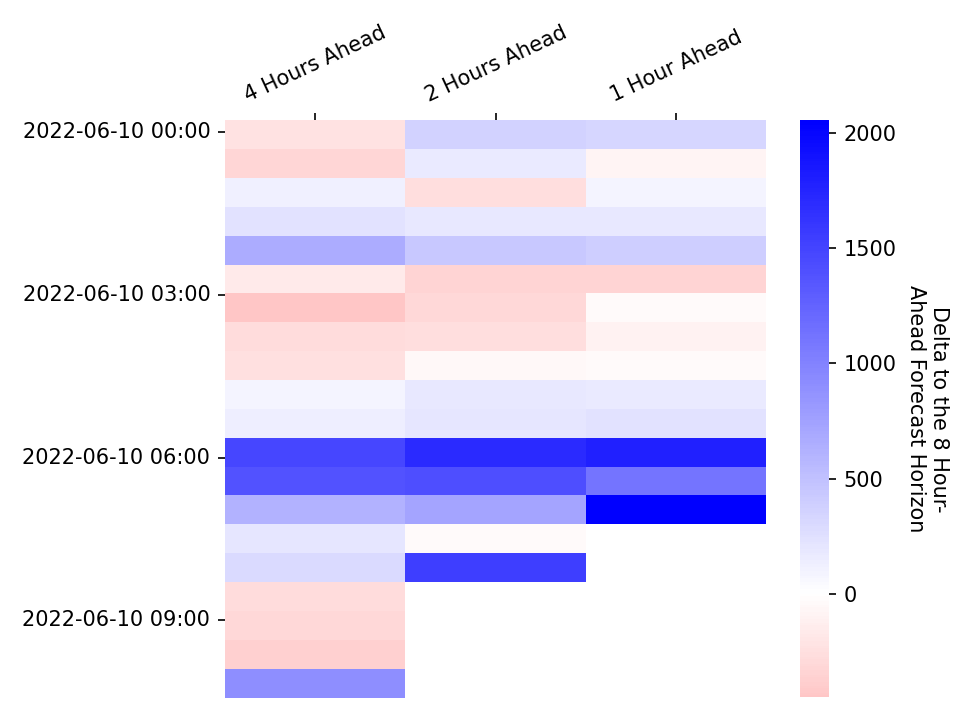 4 Hours Ahead
2 Hours Ahead
1 Hour Ahead
2022-06-10 00:00
2022-06-10 03:00
2022-06-10 06:00
2022-06-10 09:00
2000
1500
1000
500
0
Delta to the 8 Hour-
Ahead Forecast Horizon